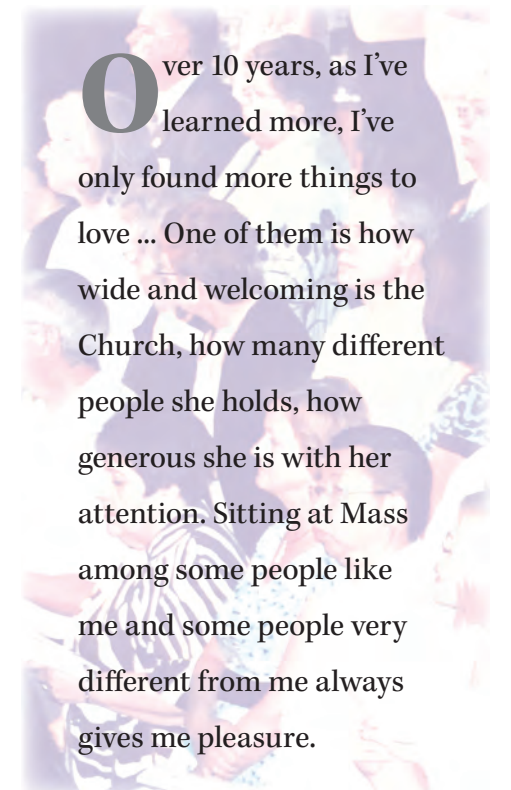 Over 10 years, as I’ve
learned more, I’ve
only found more things to
love ... One of them is how
wide and welcoming is the
Church, how many different
people she holds, how
generous she is with her
attention. Sitting at Mass
among some people like
me and some people very
different from me always
gives me pleasure.